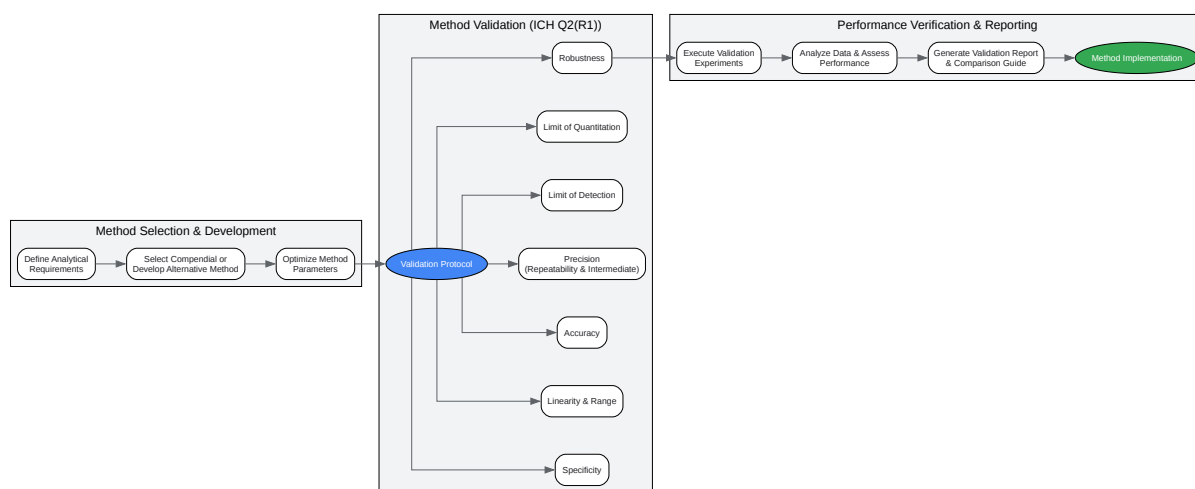 Method Validation (ICH Q2(R1))
Performance Verification & Reporting
Robustness
Execute Validation
Experiments
Analyze Data & Assess
Performance
Generate Validation Report
& Comparison Guide
Method Implementation
Limit of Quantitation
Limit of Detection
Method Selection & Development
Define Analytical
Requirements
Select Compendial or
Develop Alternative Method
Optimize Method
Parameters
Validation Protocol
Precision
(Repeatability & Intermediate)
Accuracy
Linearity & Range
Specificity